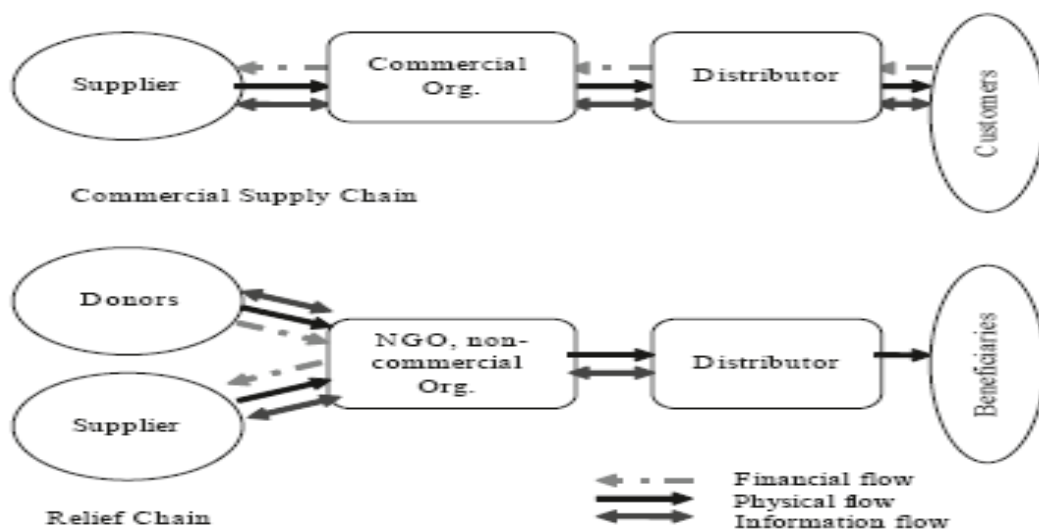 Supplier
Commercial
Org.
Distributor
Customers
Commercial Supply Chain
Donors
Supplier
NGO, non-
commercial
Org.
Distributor
Beneficiaries
Relief Chain
Financial flow
Physical flow
Information flow